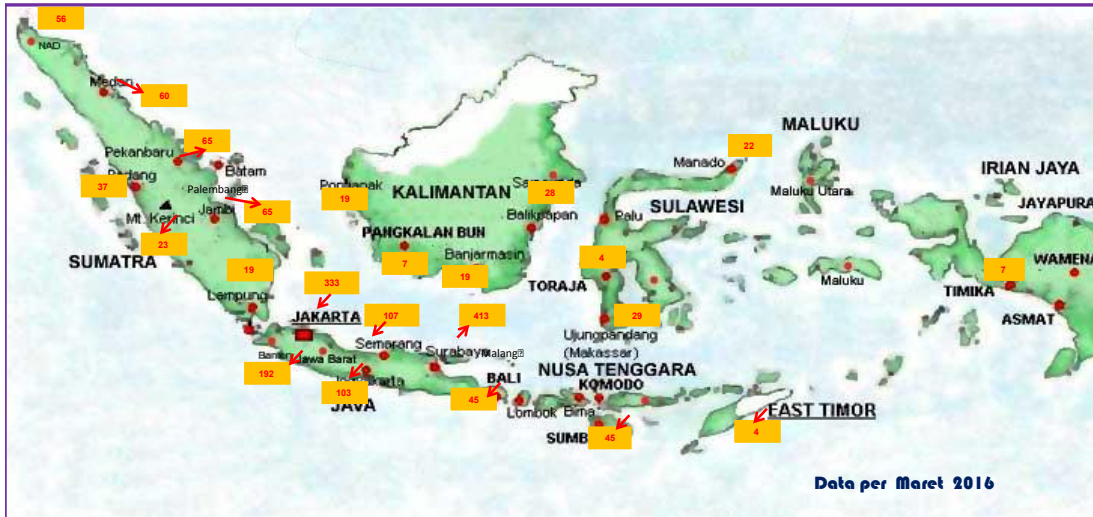 56
NAD
Medan
60
MALUKU
65
22
Pekanbaru
Manado
IRIAN JAYA
Batam
Padang
37
Palembang
KALIMANTAN
Samarinda
28
Maluku Utara
19
Mt. Kerinci
Jambi
65
SULAWESI
JAYAPURA
Palu
Balikpapan
PANGKALAN BUN
23
SUMATRA
19
7
Banjarmasin
19
4
TORAJA
Maluku
7
WAMENA
TIMIKA
333
Lampung
JAKARTA
107
413
29
ASMAT
Semarang
Surabaya
Malang
Ujungpandang
(Makassar)
Banten
Jawa Barat
192
103
JAVA
BALI
45
NUSA TENGGARA
KOMODO
Lombok
Bima
45
EAST TIMOR
4
Data per Maret 2016